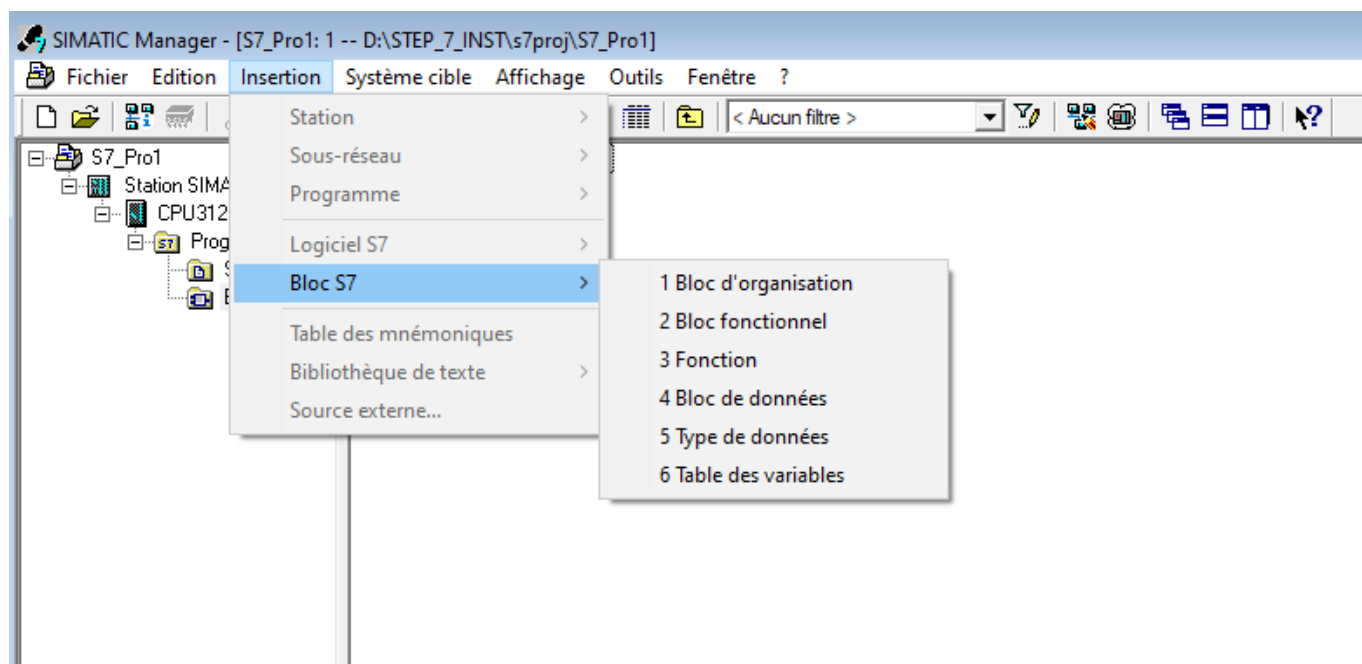 SIMATIC Manager - [S7_Pro1: 1 -- D:\STEP_7_INST\s7proj\S7_Pro1]
Fichier Edition Insertion Système cible Affichage Outils Fenêtre ?
< Aucun filtre >
S7_Pro1
Station SIMA
CPU312
Prog
Station
Sous-réseau
Programme
Logiciel S7
Bloc S7
Table des mnémoniques
Bibliothèque de texte
Source externe...
1 Bloc d'organisation
2 Bloc fonctionnel
3 Fonction
4 Bloc de données
5 Type de données
6 Table des variables